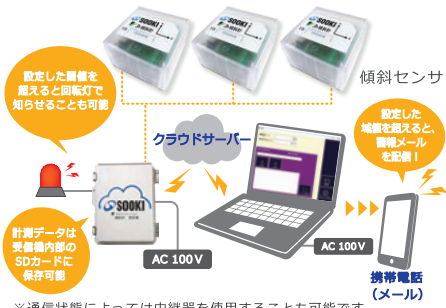 SOOKI
SOOKI
SOOKI
傾斜センサ
設定した閾値を
超えると回転灯で
知らせることも可能
クラウドサーバー
設定した
域値を超えると、
警報メール
を配信！
SOOKI
計測データは
受信機内部の
SDカードに
保存可能
AC 100V
AC 100V
携帯電話
（メール）
※通信状態によっては中継器を使用することも可能です